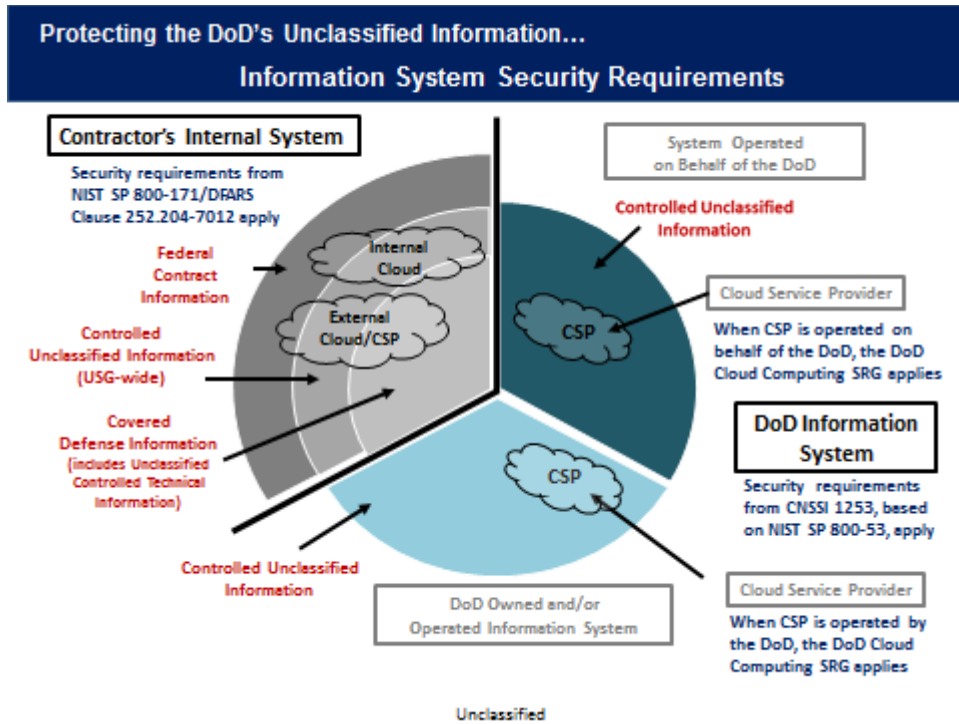 Protecting the DoD's Unclassified Information…
Information System Security Requirements
Contractor's Internal System
Security requirements from
NIST SP 800-171/DFARS
Clause 252.204-7012 apply
Federal
Contract
Information
Controlled
Unclassified Information
(USG-wide)
Covered
Defense Information
(includes Unclassified
Controlled Technical
Information)
Internal
Cloud
External
Cloud/CSP
Controlled Unclassified
Information
System Operated
on Behalf of the DoD
Controlled Unclassified
Information
CSP
Cloud Service Provider
When CSP is operated on
behalf of the DoD, the DoD
Cloud Computing SRG applies
DoD Information
System
Security requirements
from CNSSI 1253, based
on NIST SP 800-53, apply
CSP
Cloud Service Provider
When CSP is operated by
the DoD, the DoD Cloud
Computing SRG applies
DoD Owned and/or
Operated Information System
Unclassified